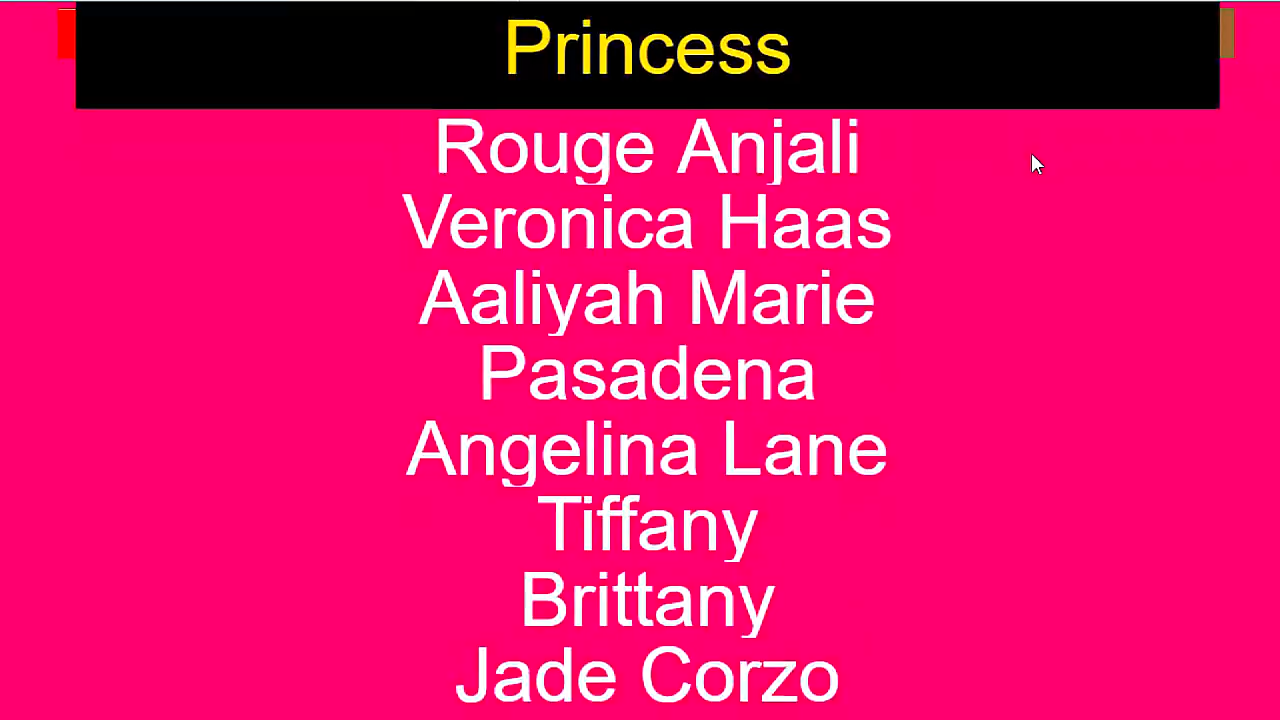 Princess
Rouge Anjali
Veronica Haas
Aaliyah Marie
Pasadena
Angelina Lane
Tiffany
Brittany
Jade Corzo